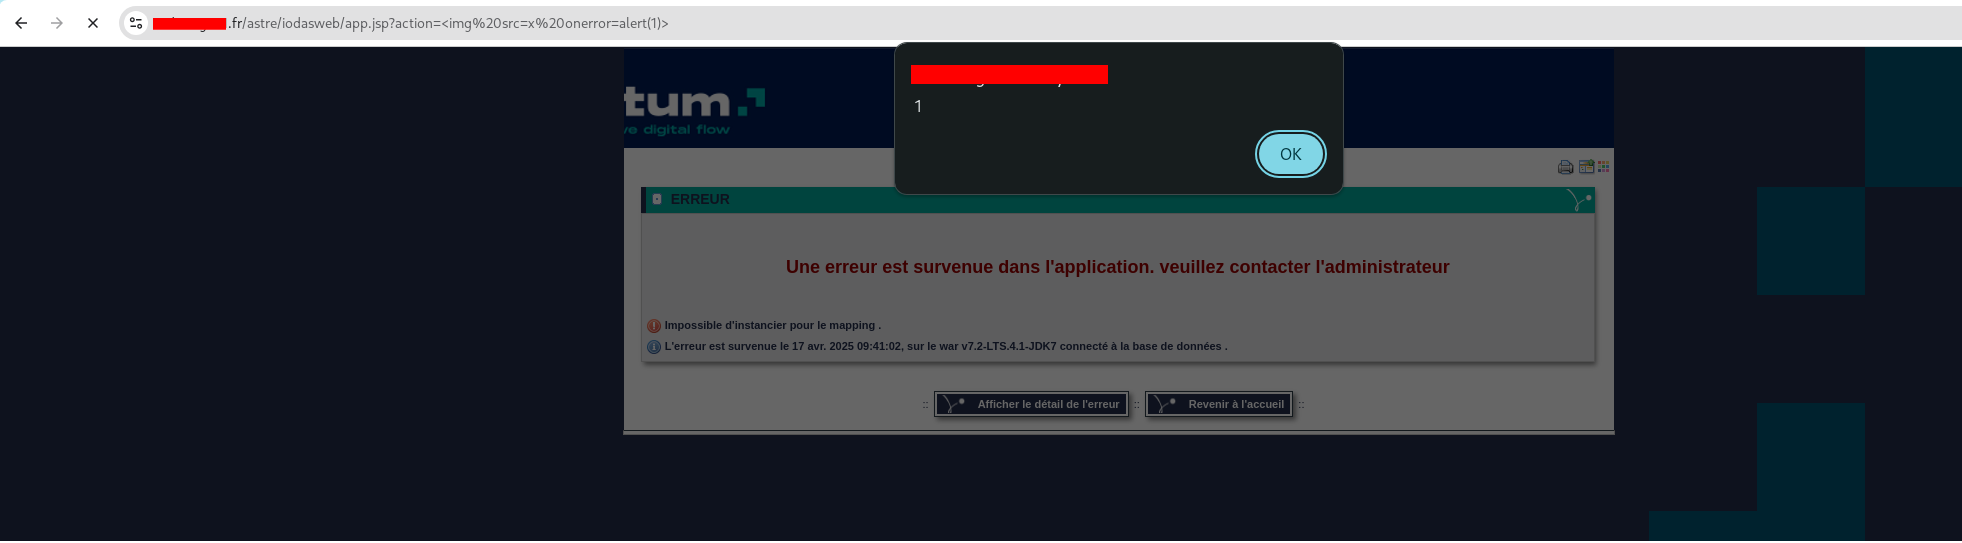 .fr/astre/iodasweb/app.jsp?action=<img%20src=x%20onerror=alert(1)>
1
OK
tum
ve digital flow
ERREUR
Une erreur est survenue dans l'application. veuillez contacter l'administrateur
Impossible d'instancier pour le mapping .
L'erreur est survenue le 17 avr. 2025 09:41:02, sur le war v7.2-LTS.4.1-JDK7 connecté à la base de données .
:: Afficher le détail de l'erreur :: Revenir à l'accueil ::